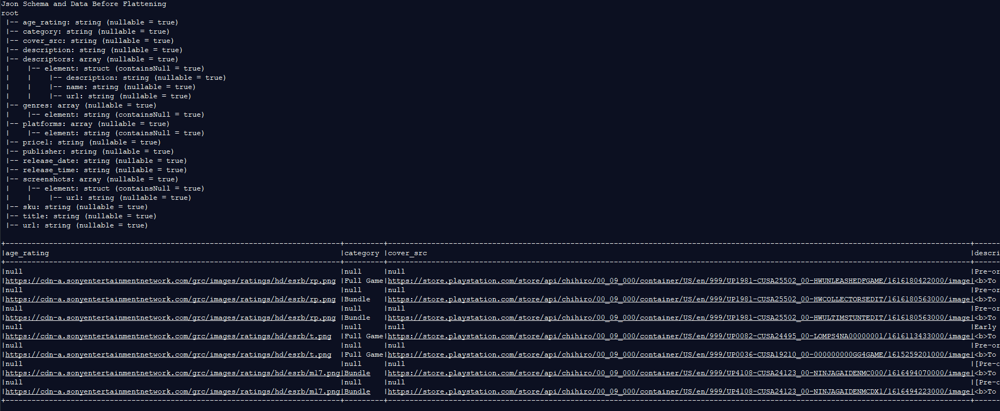 Json Schema and Data Before Flattening
root
 |-- age_rating: string (nullable = true)
 |-- category: string (nullable = true)
 |-- cover_src: string (nullable = true)
 |-- description: string (nullable = true)
 |-- descriptors: array (nullable = true)
 |    |-- element: struct (containsNull = true)
 |    |    |-- description: string (nullable = true)
 |    |    |-- name: string (nullable = true)
 |    |    |-- url: string (nullable = true)
 |-- genres: array (nullable = true)
 |    |-- element: string (containsNull = true)
 |-- platforms: array (nullable = true)
 |    |-- element: string (containsNull = true)
 |-- pricel: string (nullable = true)
 |-- publisher: string (nullable = true)
 |-- release_date: string (nullable = true)
 |-- release_time: string (nullable = true)
 |-- screenshots: array (nullable = true)
 |    |-- element: struct (containsNull = true)
 |    |    |-- url: string (nullable = true)
 |-- sku: string (nullable = true)
 |-- title: string (nullable = true)
 |-- url: string (nullable = true)
|age_rating |category |cover_src |descri
|null |null |null |Pre-or
|https://cdn-a.sonyentertainmentnetwork.com/grc/images/ratings/hd/esrb/rp.png |Full Game|https://store.playstation.com/store/api/chihiro/00_09_000/container/US/en/999/UP1981-CUSA25502_00-HWUNLEASHEDFGAME/1616180422000/image|<b>To
|null |null |null |Pre-or
|https://cdn-a.sonyentertainmentnetwork.com/grc/images/ratings/hd/esrb/rp.png |Bundle |https://store.playstation.com/store/api/chihiro/00_09_000/container/US/en/999/UP1981-CUSA25502_00-HWCOLLECTORSEDIT/1616180563000/image|<b>To
|null |null |null |Pre-or
|https://cdn-a.sonyentertainmentnetwork.com/grc/images/ratings/hd/esrb/rp.png |Bundle |https://store.playstation.com/store/api/chihiro/00_09_000/container/US/en/999/UP1981-CUSA25502_00-HWULTIMSTUNTEDIT/1616180563000/image|<b>To
|null |null |null |Early
|https://cdn-a.sonyentertainmentnetwork.com/grc/images/ratings/hd/esrb/t.png |Full Game|https://store.playstation.com/store/api/chihiro/00_09_000/container/US/en/999/UP0082-CUSA24495_00-LOMPS4NA00000001/1616113433000/image|<b>To
|null |null |null |Pre-or
|https://cdn-a.sonyentertainmentnetwork.com/grc/images/ratings/hd/esrb/t.png |Full Game|https://store.playstation.com/store/api/chihiro/00_09_000/container/US/en/999/UP0036-CUSA19210_00-000000000GG4GAME/1615259201000/image|<b>To
|null |null |null |[Pre-o
|https://cdn-a.sonyentertainmentnetwork.com/grc/images/ratings/hd/esrb/m17.png|Bundle |https://store.playstation.com/store/api/chihiro/00_09_000/container/US/en/999/UP4108-CUSA24123_00-NINJAGAIDENMC000/1616494070000/image|<b>To
|null |null |null |[Pre-o
|https://cdn-a.sonyentertainmentnetwork.com/grc/images/ratings/hd/esrb/m17.png|Bundle |https://store.playstation.com/store/api/chihiro/00_09_000/container/US/en/999/UP4108-CUSA24123_00-NINJAGAIDENMCDX1/1616494223000/image|<b>To